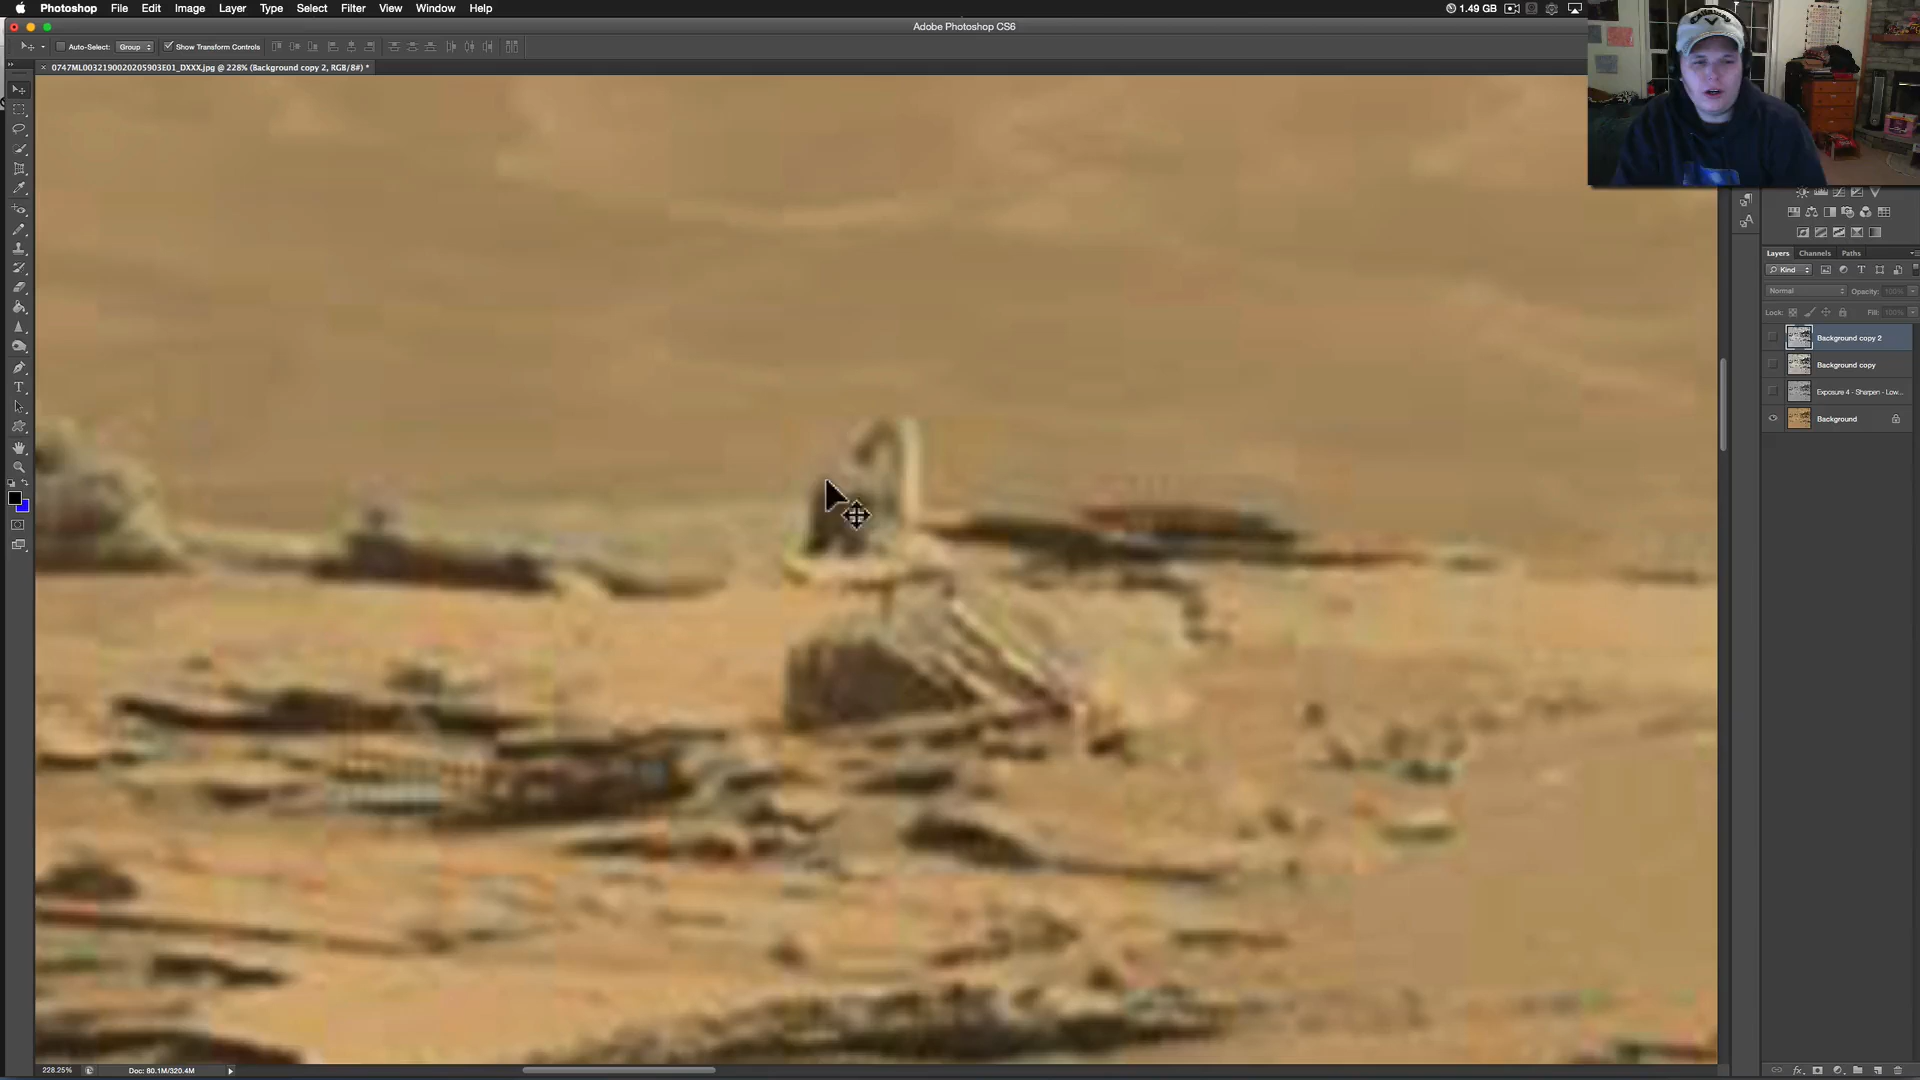 Photoshop File Edit Image Layer Type Select Filter View Window Help
1.49 GB
Adobe Photoshop CS6
Auto-Select: Group Show Transform Controls
0747ML0032190020205903E01_DXXX.jpg @ 228% (Background copy 2, RGB/8#) *
Layers Channels Paths
Kind
Normal Opacity: 100%
Lock: Fill: 100%
Background copy 2
Background copy
Exposure 4 - Sharpen - Low...
Background
228.25% Doc: 80.1M/320.4M